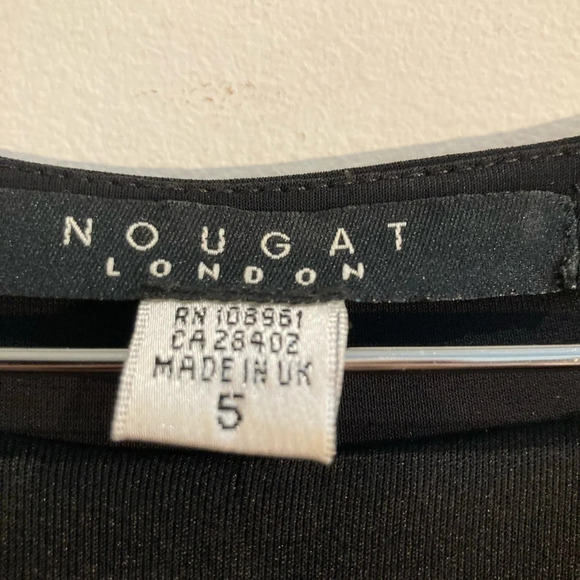 NOUGAT
LONDON
RN 108961
CA 28402
MADE IN UK
5